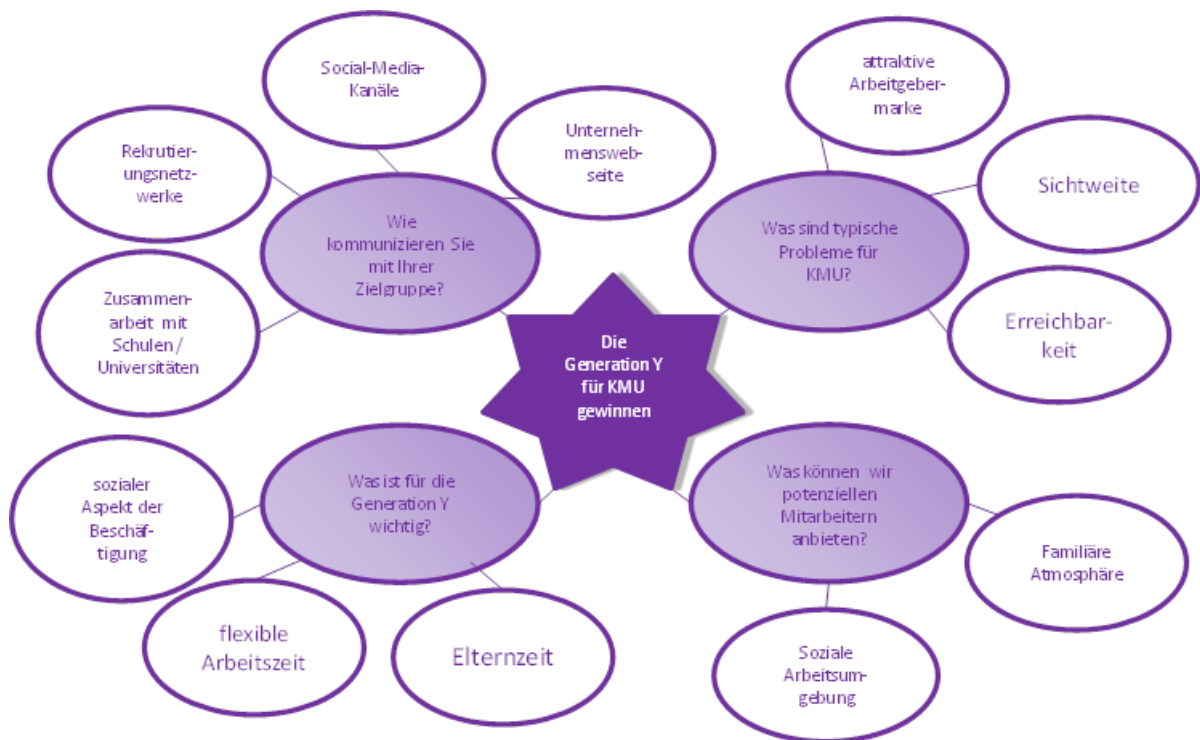 Social-Media-
Kanäle
Unterneh-
mensweb-
seite
Rekrutier-
ungsnetz-
werke
Wie
kommunizieren Sie
mit Ihrer
Zielgruppe?
Zusammen-
arbeit mit
Schulen /
Universitäten
attraktive
Arbeitgeber-
marke
Sichtweite
Was sind typische
Probleme für
KMU?
Erreichbar-
keit
Die
Generation Y
für KMU
gewinnen
Was ist für die
Generation Y
wichtig?
sozialer
Aspekt der
Beschäf-
tigung
flexible
Arbeitszeit
Elternzeit
Was können wir
potenziellen
Mitarbeitern
anbieten?
Familiäre
Atmosphäre
Soziale
Arbeitsum-
gebung